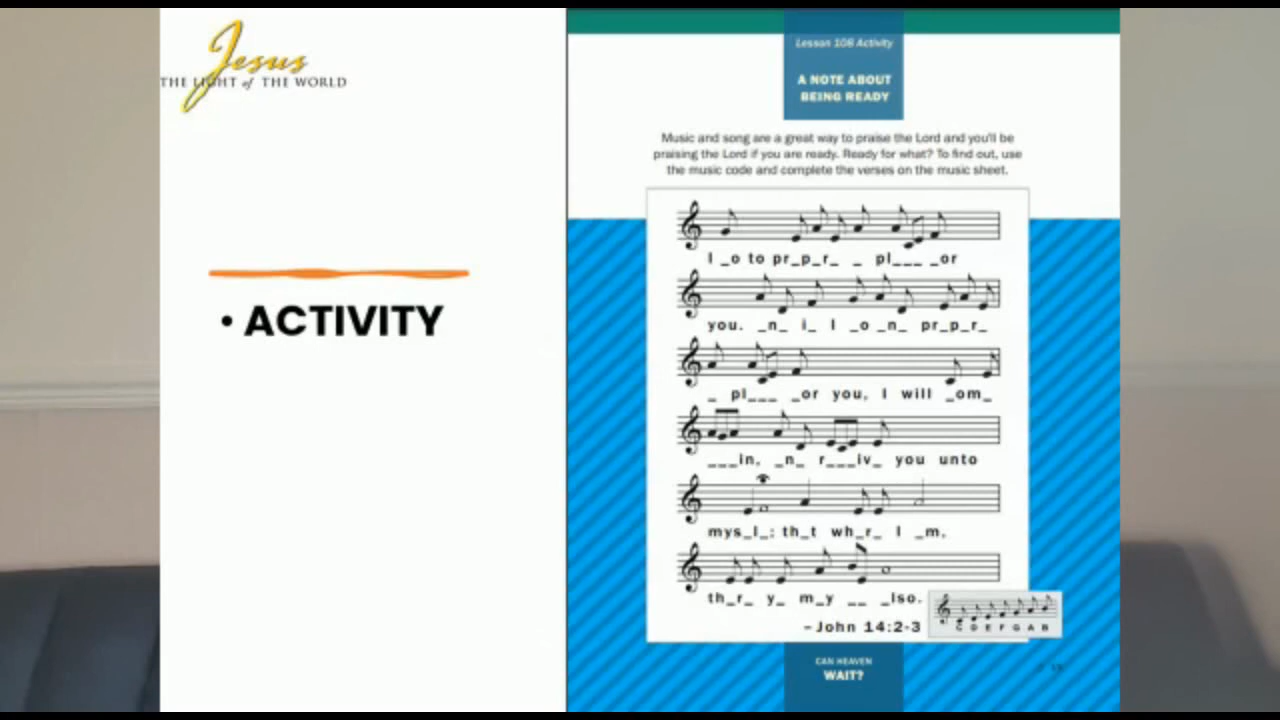 Jesus
THE LIGHT of THE WORLD
• ACTIVITY
Lesson 108 Activity
A NOTE ABOUT
BEING READY
Music and song are a great way to praise the Lord and you'll be
praising the Lord if you are ready. Ready for what? To find out, use
the music code and complete the verses on the music sheet.
I _o to pr_p_r_ _ pl___ _or
you. _n_ i_ I _o _n_ pr_p_r_
_ pl___ _or you, I will _om_
___in, _n_ r___iv_ you unto
mys_l_: th_t wh_r_ I _m,
th_r_ y_ m_y __ _lso.
–John 14:2-3
C D E F G A B
CAN HEAVEN
WAIT?